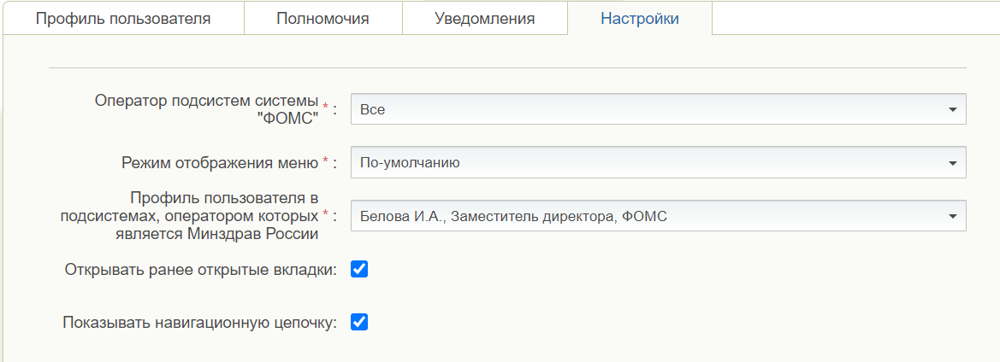 Профиль пользователя Полномочия Уведомления Настройки
Оператор подсистем системы
"ФОМС" * :
Все
Режим отображения меню * :
По-умолчанию
Профиль пользователя в
подсистемах, оператором которых * :
является Минздрав России
Белова И.А., Заместитель директора, ФОМС
Открывать ранее открытые вкладки:
Показывать навигационную цепочку: